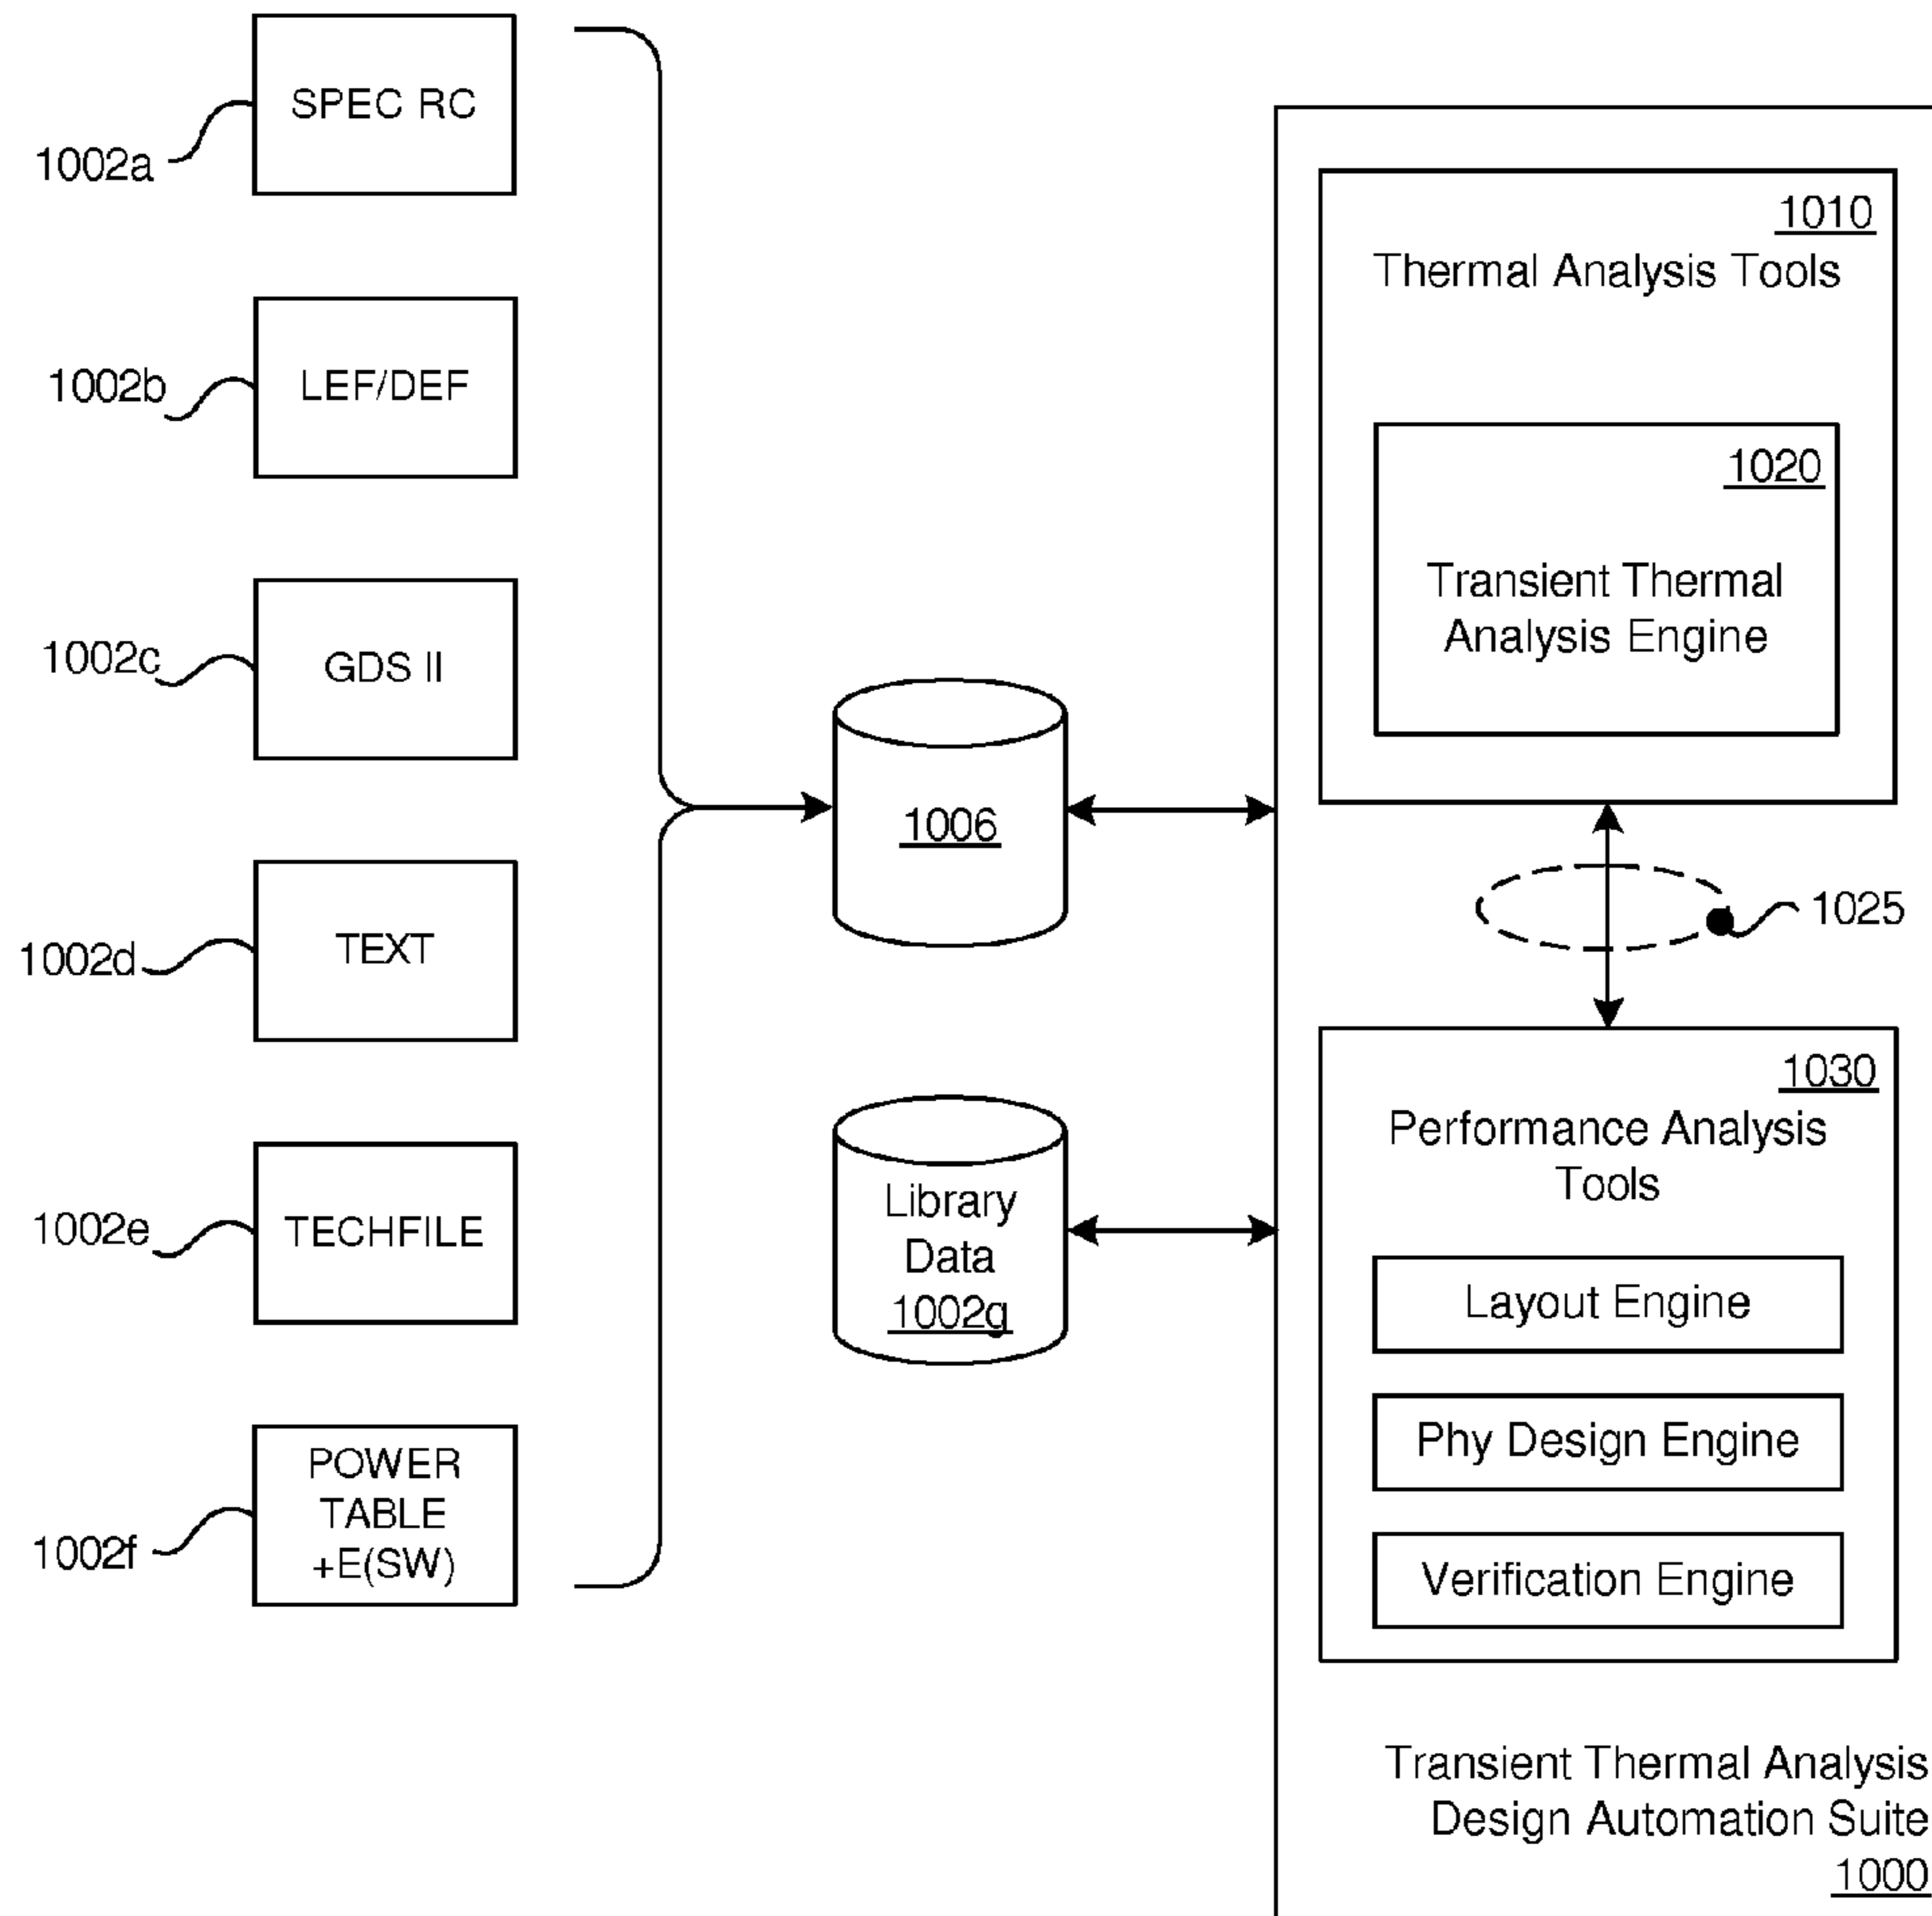 SPEC RC
1002a
LEF/DEF
1002b
GDS II
1002c
TEXT
1002d
TECHFILE
1002e
POWER
TABLE
+E(SW)
1002f
1006
Library
Data
1002g
1010
Thermal Analysis Tools
1020
Transient Thermal
Analysis Engine
1025
1030
Performance Analysis
Tools
Layout Engine
Phy Design Engine
Verification Engine
Transient Thermal Analysis
Design Automation Suite
1000